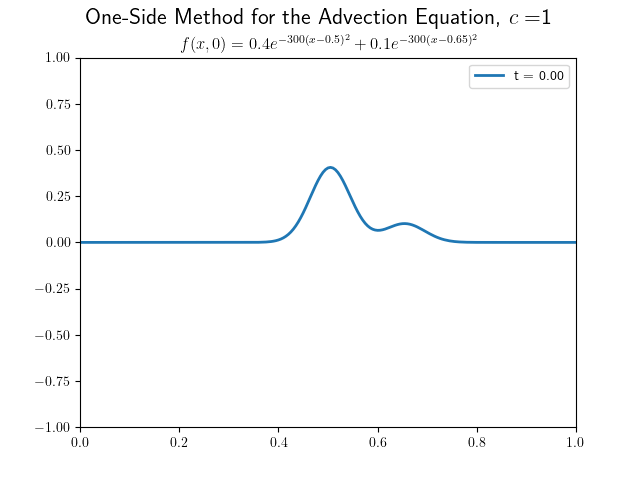 One-Side Method for the Advection Equation, c = 1
f(x, 0) = 0.4e^{-300(x-0.5)^2} + 0.1e^{-300(x-0.65)^2}
t = 0.00
1.00
0.75
0.50
0.25
0.00
−0.25
−0.50
−0.75
−1.00
0.0 0.2 0.4 0.6 0.8 1.0